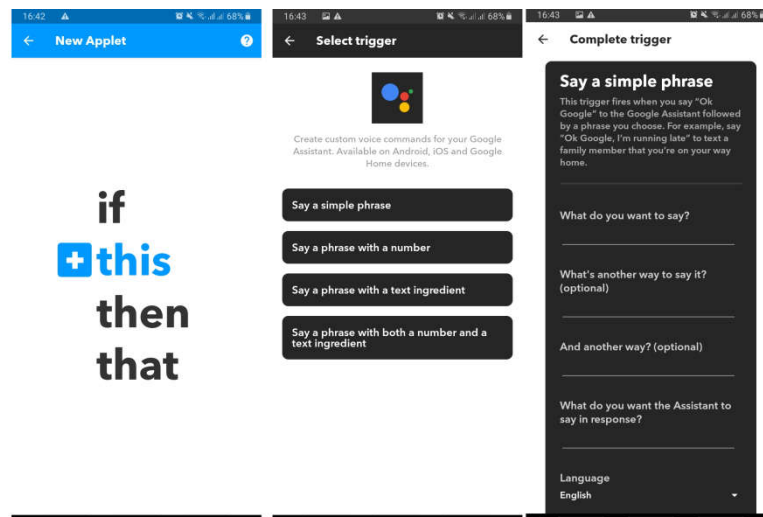 16:42
68%
New Applet
?
if
this
then
that
16:43
68%
Select trigger
Create custom voice commands for your Google
Assistant. Available on Android, iOS and Google
Home devices.
Say a simple phrase
Say a phrase with a number
Say a phrase with a text ingredient
Say a phrase with both a number and a
text ingredient
16:43
68%
Complete trigger
Say a simple phrase
This trigger fires when you say "Ok
Google" to the Google Assistant followed
by a phrase you choose. For example, say
"Ok Google, I'm running late" to text a
family member that you're on your way
home.
What do you want to say?
What's another way to say it?
(optional)
And another way? (optional)
What do you want the Assistant to
say in response?
Language
English